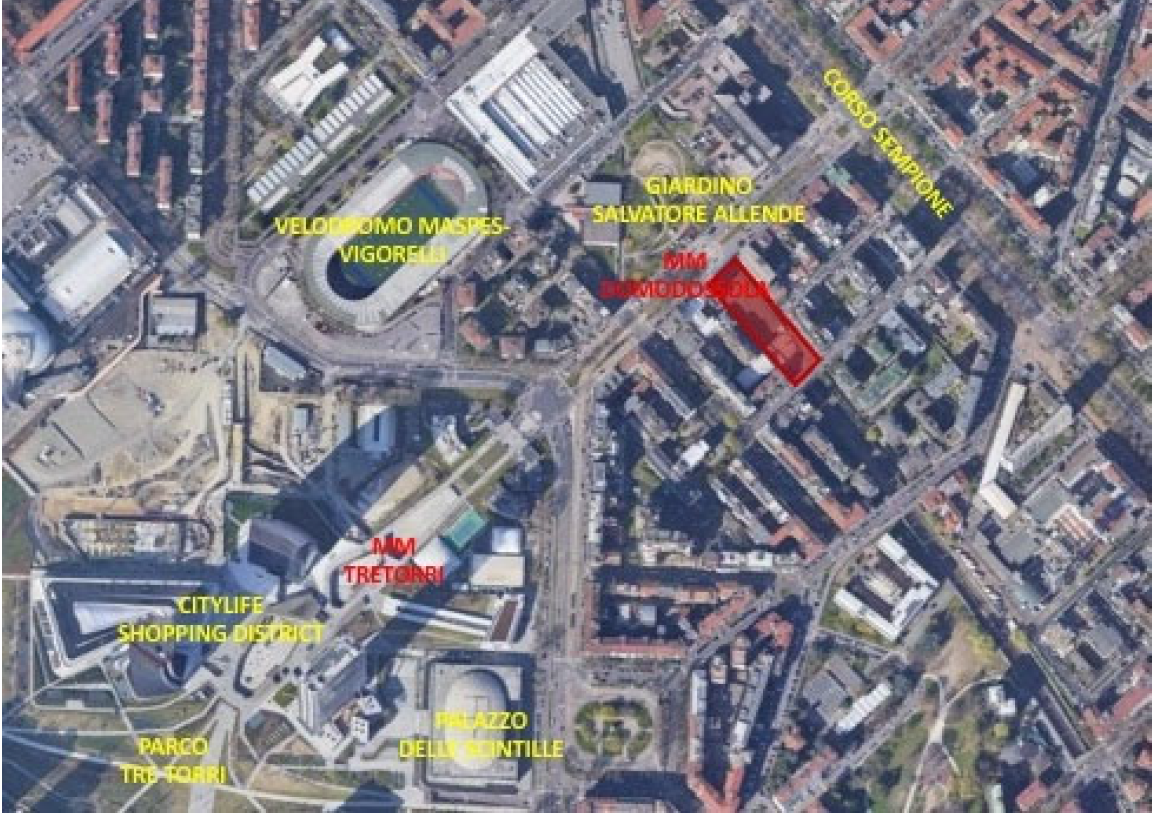 CORSO SEMPIONE
GIARDINO
SALVATORE ALLENDE
VELODROMO MASPES-
VIGORELLI
MM
DOMODOSSOLA
MM
TRETORRI
CITYLIFE
SHOPPING DISTRICT
PALAZZO
DELLE SCINTILLE
PARCO
TRE TORRI